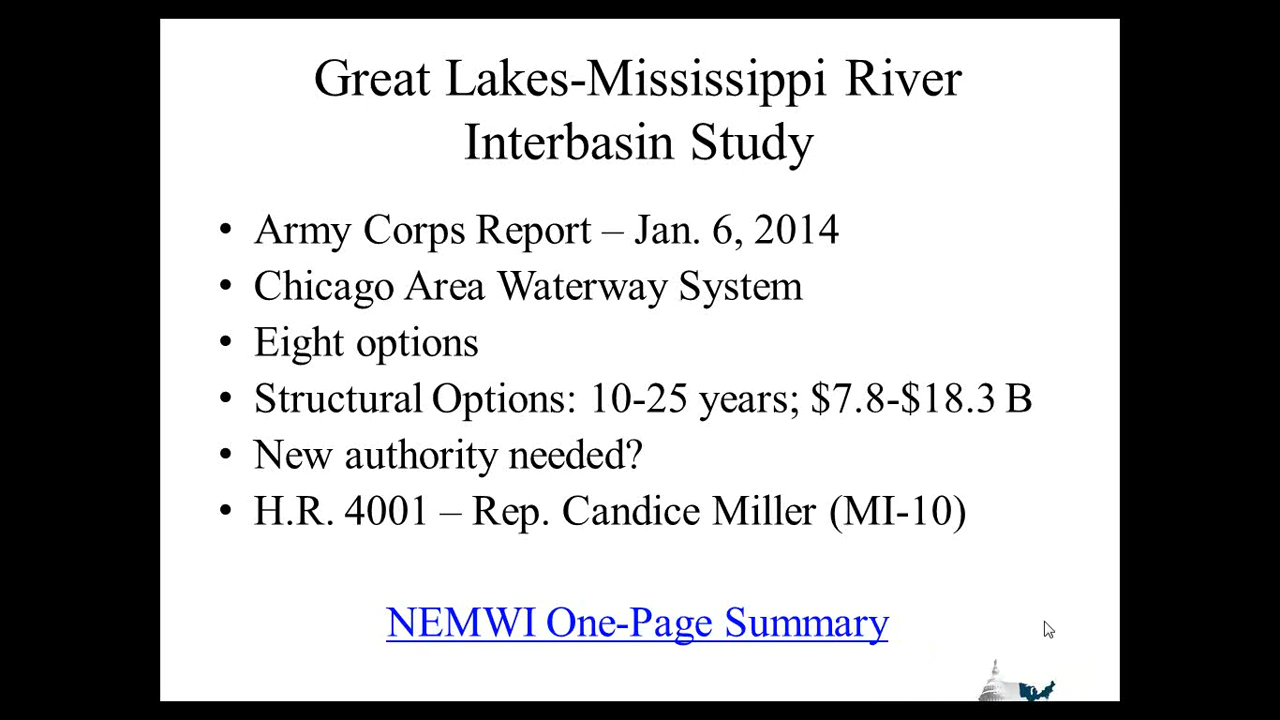 Great Lakes-Mississippi River
Interbasin Study
• Army Corps Report – Jan. 6, 2014
• Chicago Area Waterway System
• Eight options
• Structural Options: 10-25 years; $7.8-$18.3 B
• New authority needed?
• H.R. 4001 – Rep. Candice Miller (MI-10)
NEMWI One-Page Summary